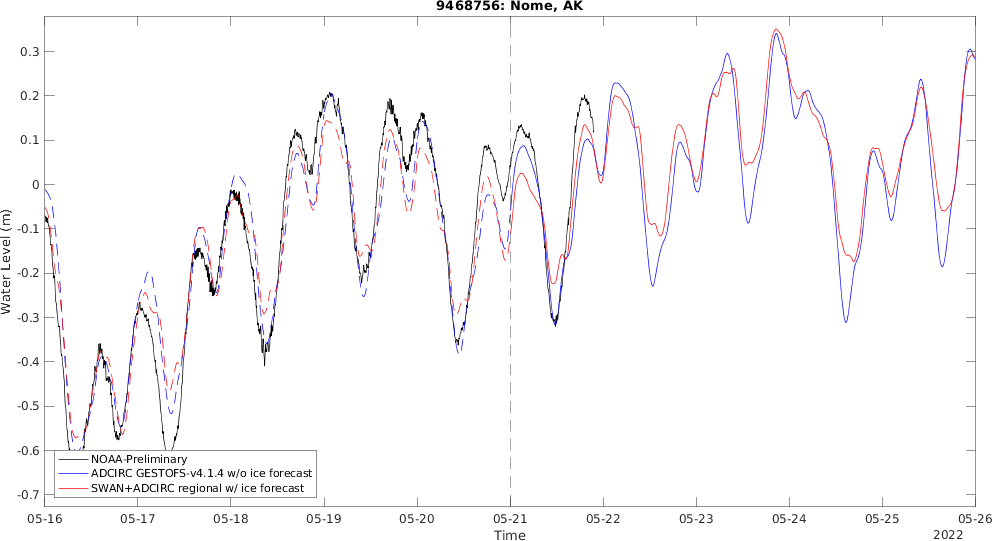 9468756: Nome, AK
Water Level (m)
0.3
0.2
0.1
0
-0.1
-0.2
-0.3
-0.4
-0.5
-0.6
-0.7
NOAA-Preliminary
ADCIRC GESTOFS-v4.1.4 w/o ice forecast
SWAN+ADCIRC regional w/ ice forecast
05-16 05-17 05-18 05-19 05-20 05-21 05-22 05-23 05-24 05-25 05-26
Time
2022